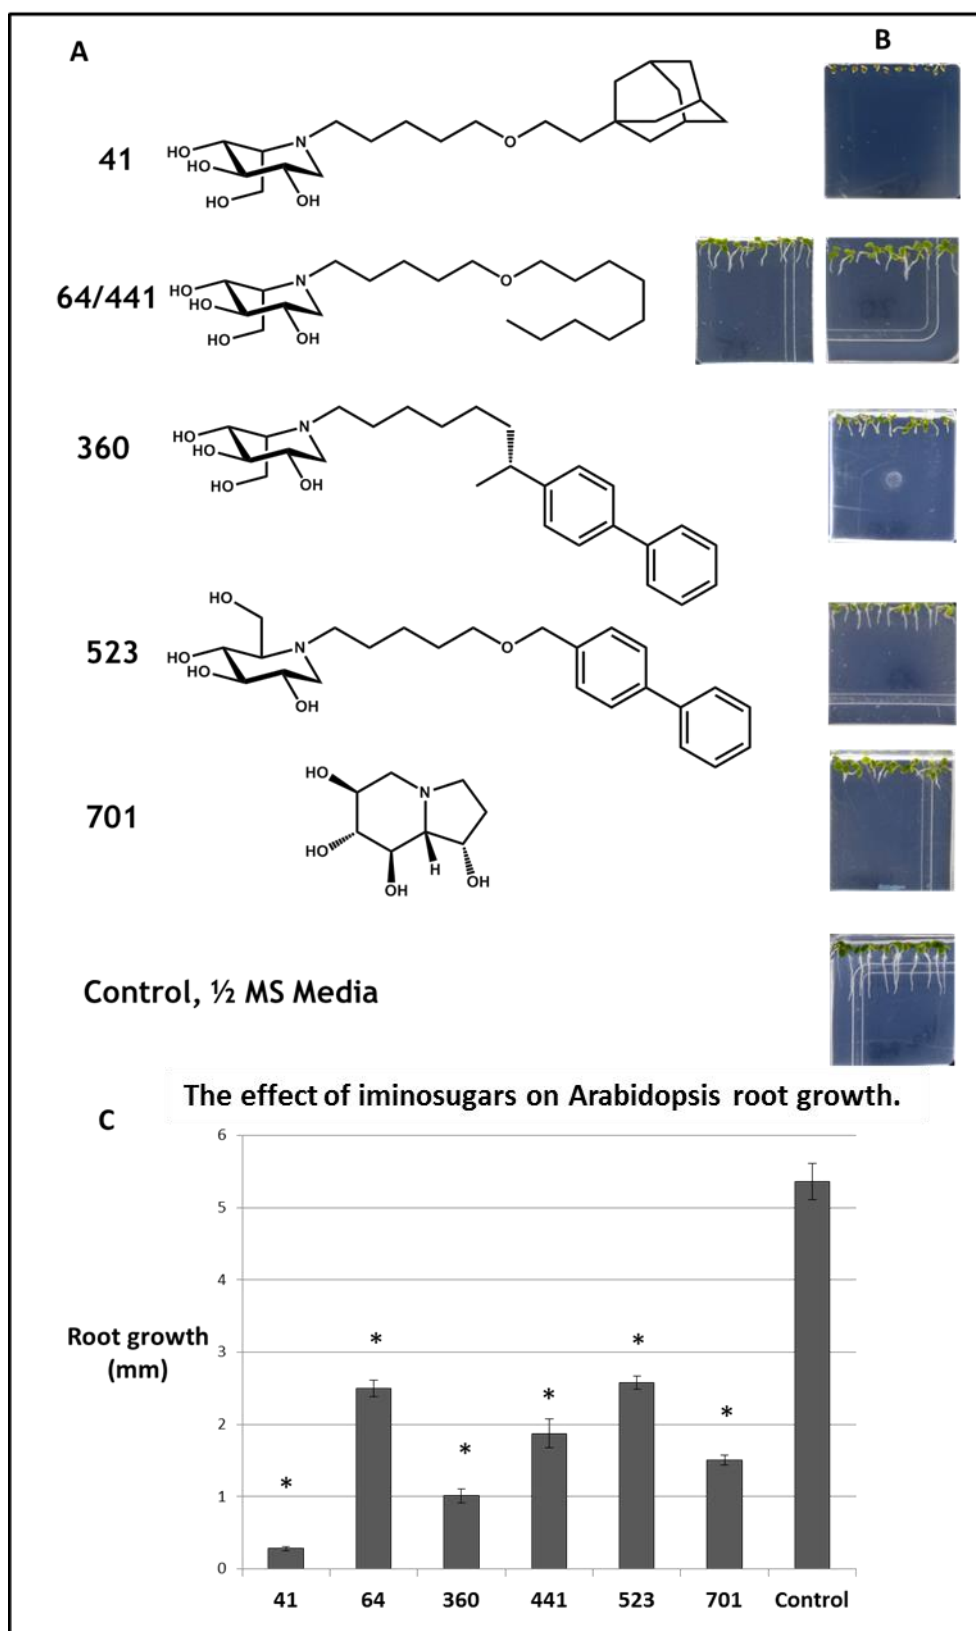 A
B
41
HO
HO
HO
OH
N
O
64/441
HO
HO
HO
OH
N
O
360
HO
HO
HO
OH
N
523
HO
HO
HO
OH
N
O
701
HO
HO
OH
H
OH
N
Control, ½ MS Media
The effect of iminosugars on Arabidopsis root growth.
C
Root growth
(mm)
6
5
4
3
2
1
0
*
*
*
*
*
*
41 64 360 441 523 701 Control